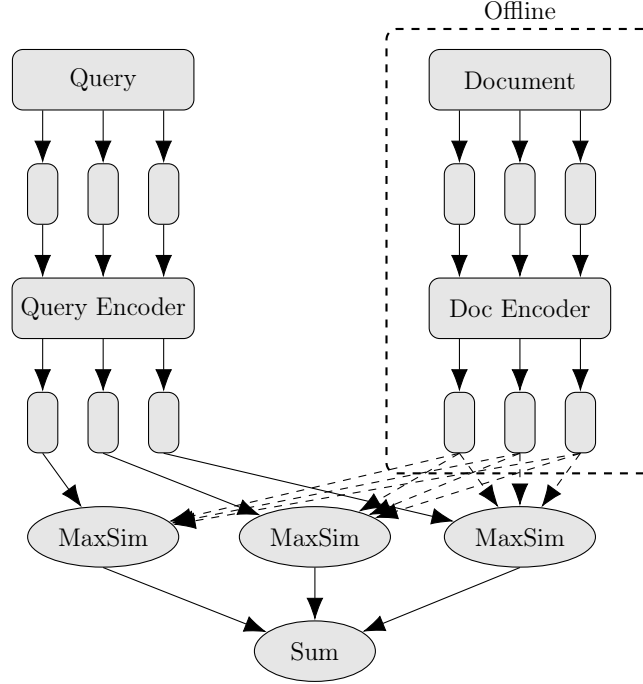 Offline
Query
Document
Query Encoder
Doc Encoder
MaxSim
MaxSim
MaxSim
Sum